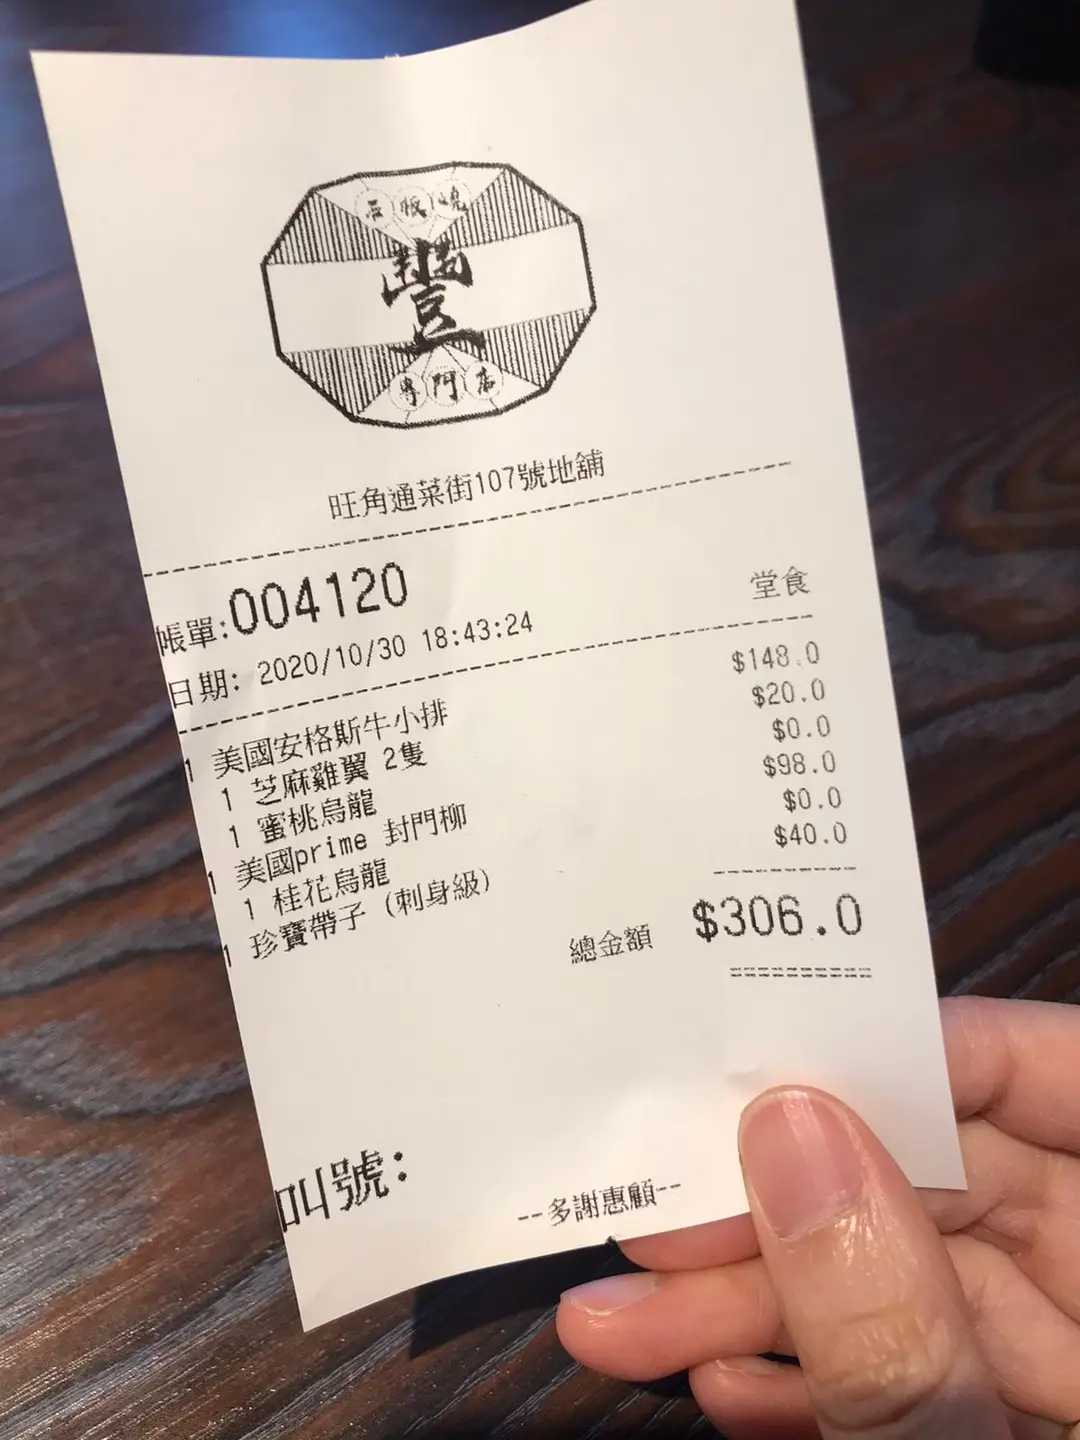 石板燒
豐
專門店
旺角通菜街107號地舖
帳單:004120 堂食
日期: 2020/10/30 18:43:24
1 美國安格斯牛小排 $148.0
1 芝麻雞翼 2隻 $20.0
1 蜜桃烏龍 $0.0
1 美國prime 封門柳 $98.0
1 桂花烏龍 $0.0
1 珍寶帶子 (刺身級) $40.0
總金額 $306.0
叫號:
--多謝惠顧--